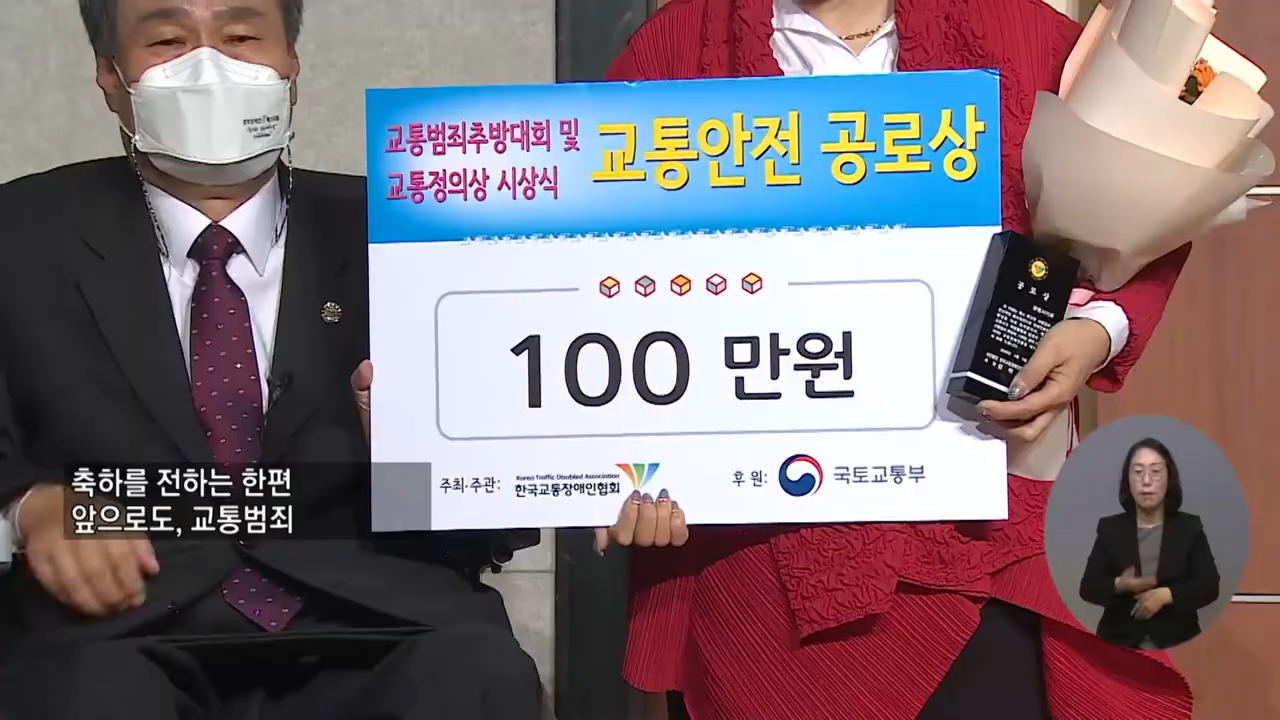 교통범죄추방대회 및
교통정의상 시상식
교통안전 공로상
100 만원
주최·주관:
Korea Traffic Disabled Association
한국교통장애인협회
후 원:
국토교통부
공 로 상
축하를 전하는 한편
앞으로도, 교통범죄